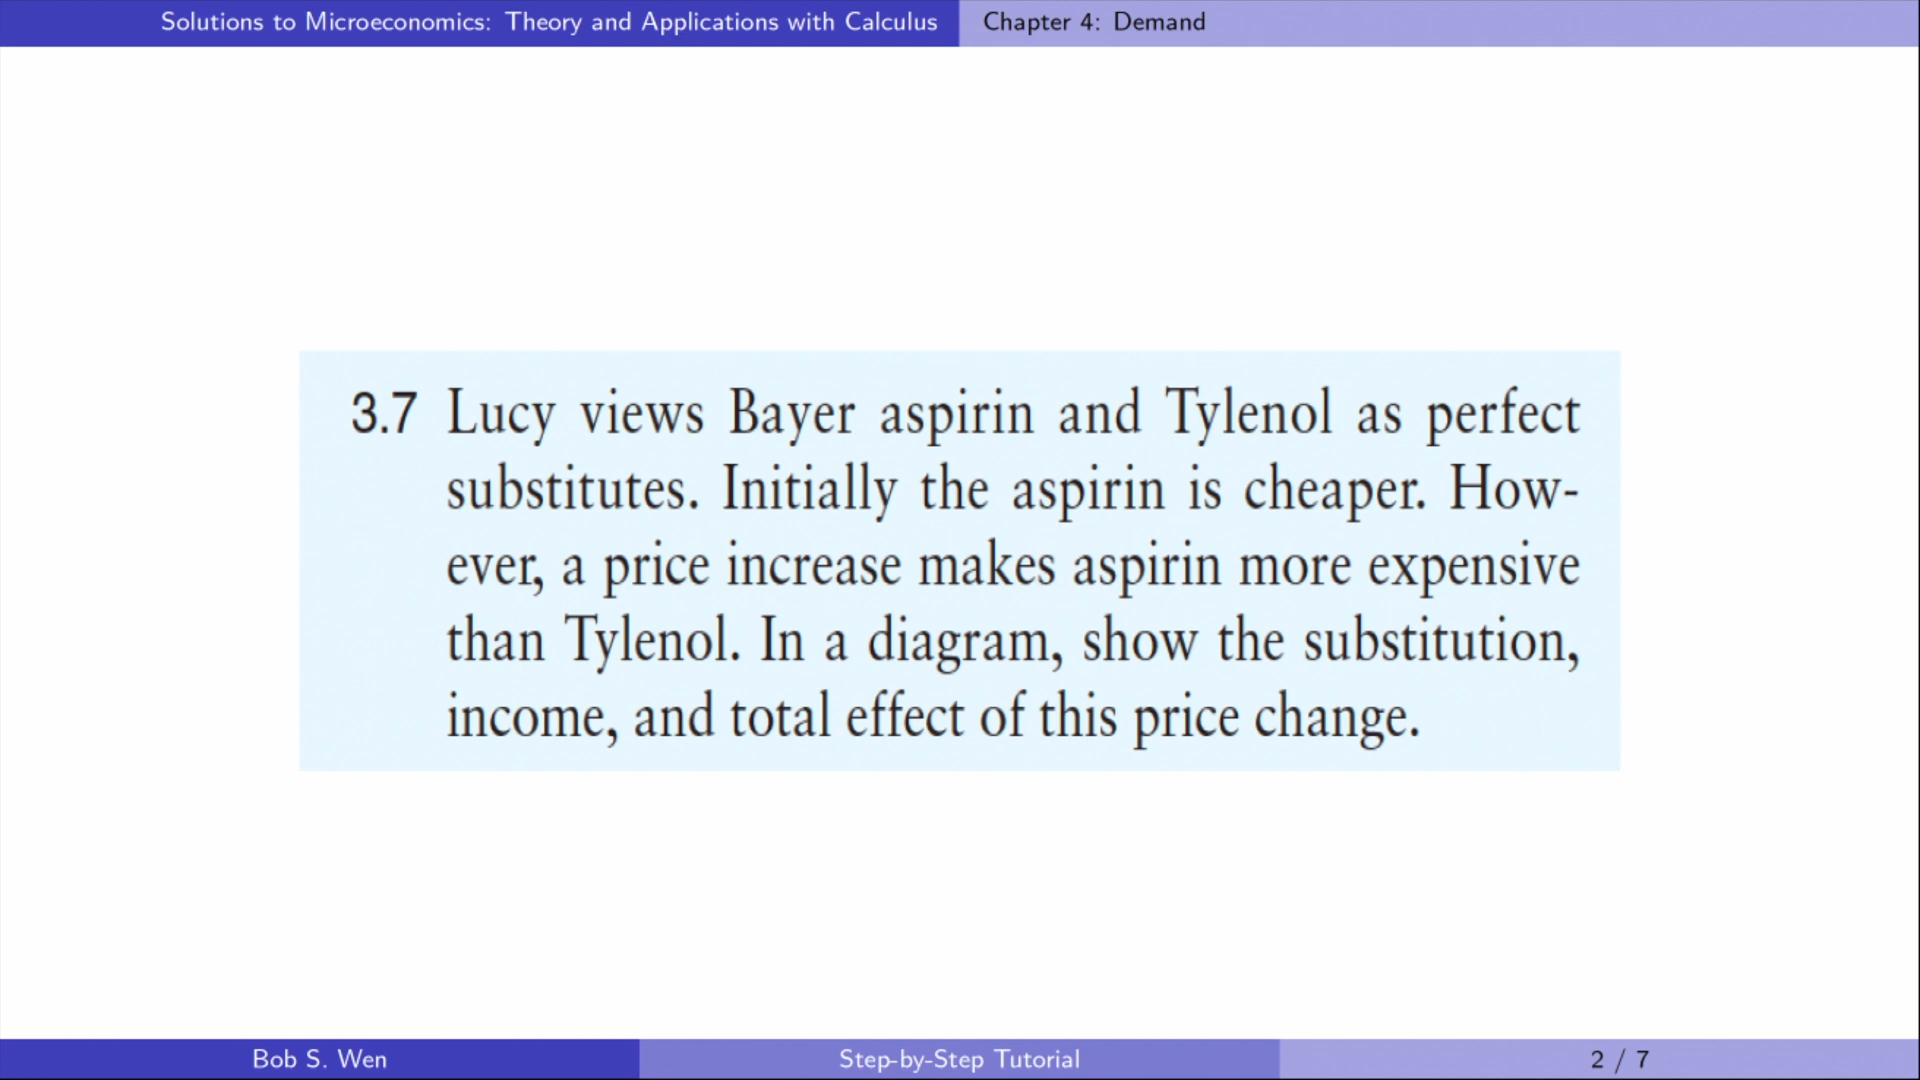 Solutions to Microeconomics: Theory and Applications with Calculus
Chapter 4: Demand
3.7 Lucy views Bayer aspirin and Tylenol as perfect
substitutes. Initially the aspirin is cheaper. How-
ever, a price increase makes aspirin more expensive
than Tylenol. In a diagram, show the substitution,
income, and total effect of this price change.
Bob S. Wen
Step-by-Step Tutorial
2 / 7